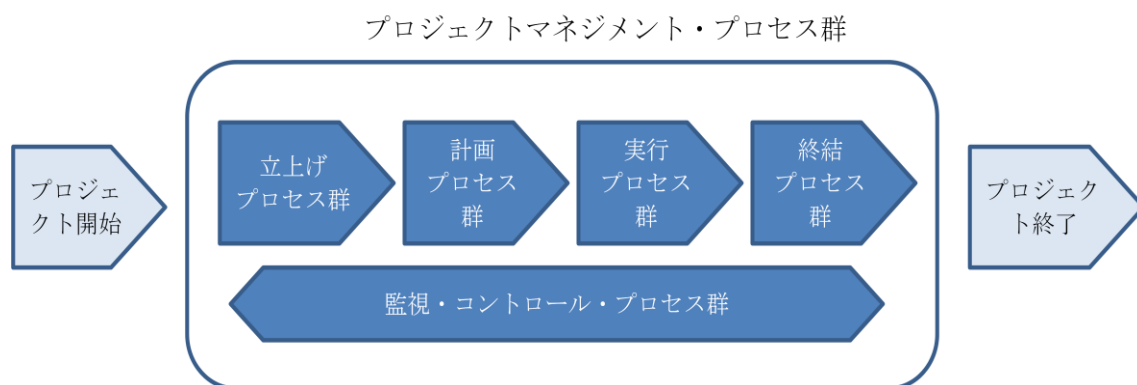 プロジェクトマネジメント・プロセス群
プロジェ
クト開始
立上げ
プロセス群
計画
プロセス
群
実行
プロセス
群
終結
プロセス
群
監視・コントロール・プロセス群
プロジェク
ト終了